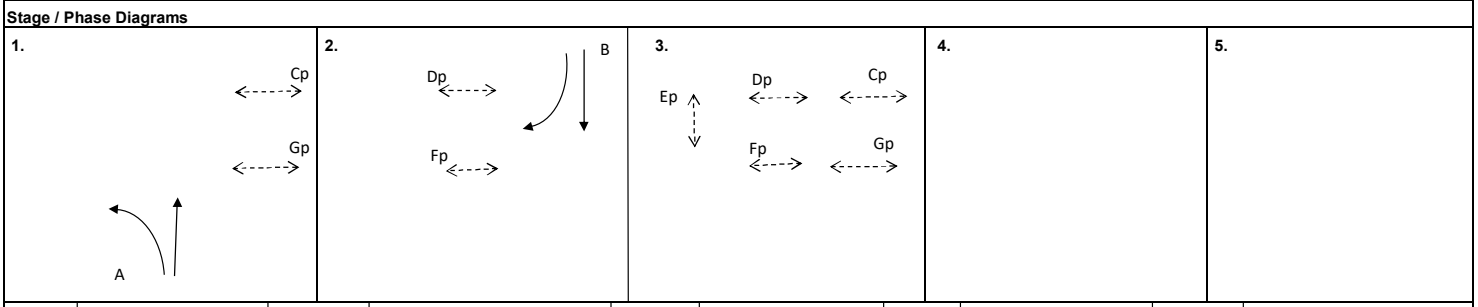 Stage / Phase Diagrams
1.
Cp
Gp
A
2.
B
Dp
Fp
3.
Ep
Dp
Cp
Fp
Gp
4.
5.